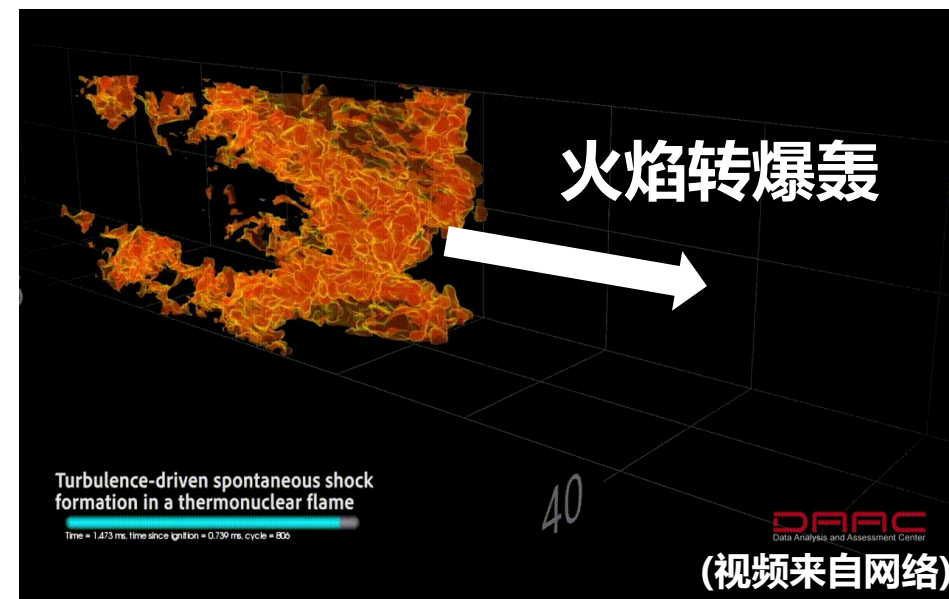 火焰转爆轰
Turbulence-driven spontaneous shock
formation in a thermonuclear flame
Time = 1.473 ms, time since ignition = 0.739 ms, cycle = 806
40
DAAC
Data Analysis and Assessment Center
(视频来自网络)